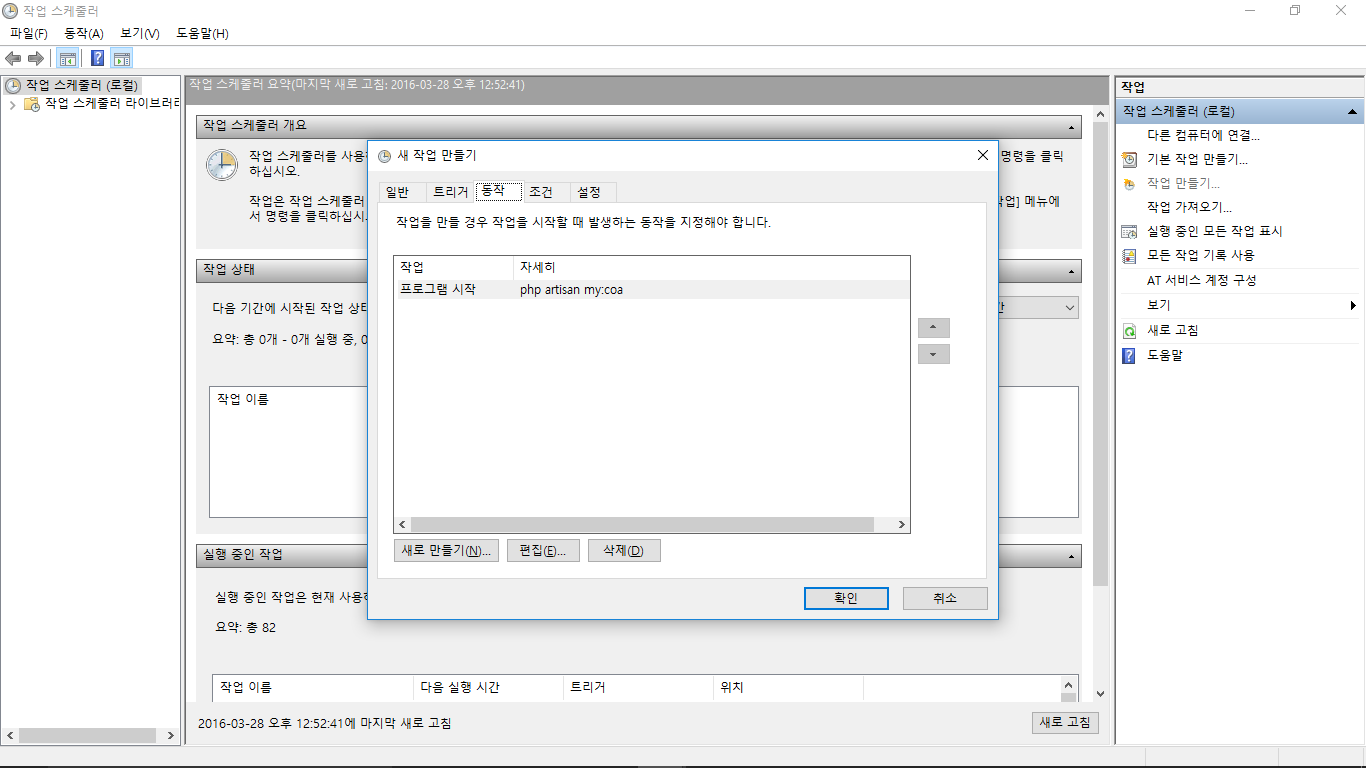 작업 스케줄러
파일(F) 동작(A) 보기(V) 도움말(H)
작업 스케줄러 (로컬)
작업 스케줄러 라이브러리
작업 스케줄러 요약(마지막 새로 고침: 2016-03-28 오후 12:52:41)
작업 스케줄러 개요
작업 스케줄러를 사용
명령을 클릭
하십시오.
작업은 작업 스케줄러
작업] 메뉴에
서 명령을 클릭하십시
작업 상태
다음 기간에 시작된 작업 상태
간
요약: 총 0개 - 0개 실행 중, 0
작업 이름
실행 중인 작업
실행 중인 작업은 현재 사용
요약: 총 82
작업 이름 다음 실행 시간 트리거 위치
2016-03-28 오후 12:52:41에 마지막 새로 고침
새로 고침
새 작업 만들기
일반 트리거 동작 조건 설정
작업을 만들 경우 작업을 시작할 때 발생하는 동작을 지정해야 합니다.
작업 자세히
프로그램 시작 php artisan my:coa
새로 만들기(N)... 편집(E)... 삭제(D)
확인 취소
작업
작업 스케줄러 (로컬)
다른 컴퓨터에 연결...
기본 작업 만들기...
작업 만들기...
작업 가져오기...
실행 중인 모든 작업 표시
모든 작업 기록 사용
AT 서비스 계정 구성
보기
새로 고침
도움말